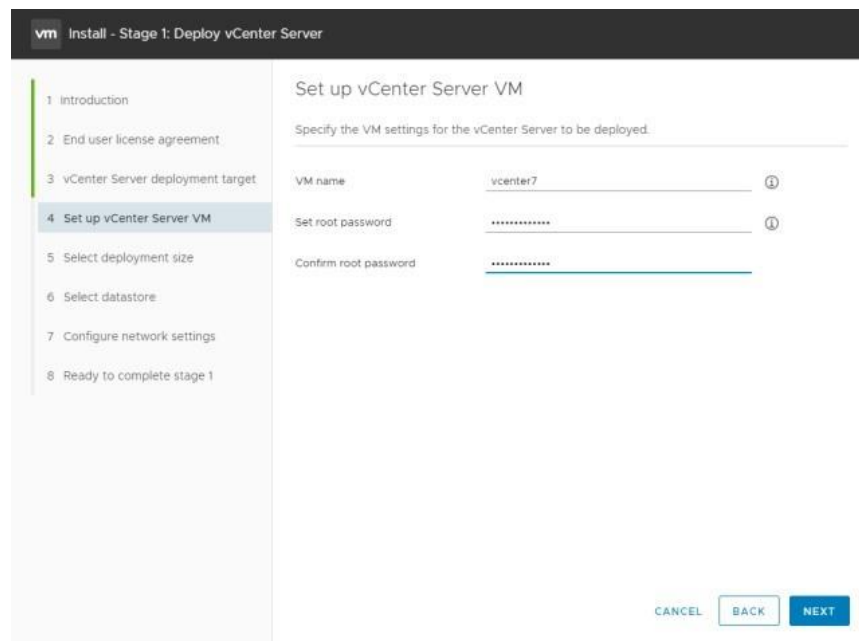 vm Install - Stage 1: Deploy vCenter Server
1 Introduction
2 End user license agreement
3 vCenter Server deployment target
4 Set up vCenter Server VM
5 Select deployment size
6 Select datastore
7 Configure network settings
8 Ready to complete stage 1
Set up vCenter Server VM
Specify the VM settings for the vCenter Server to be deployed.
VM name vcenter7
Set root password •••••••••••••
Confirm root password •••••••••••••
CANCEL BACK NEXT